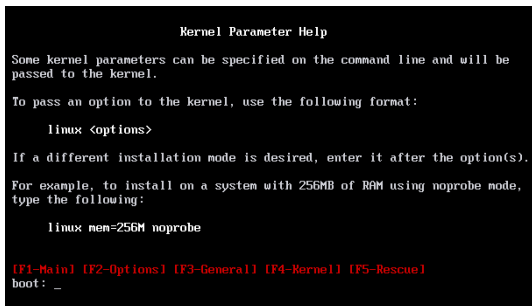 Kernel Parameter Help
Some kernel parameters can be specified on the command line and will be
passed to the kernel.
To pass an option to the kernel, use the following format:
linux <options>
If a different installation mode is desired, enter it after the option(s).
For example, to install on a system with 256MB of RAM using noprobe mode,
type the following:
linux mem=256M noprobe
[F1-Main] [F2-Options] [F3-General] [F4-Kernel] [F5-Rescue]
boot: _